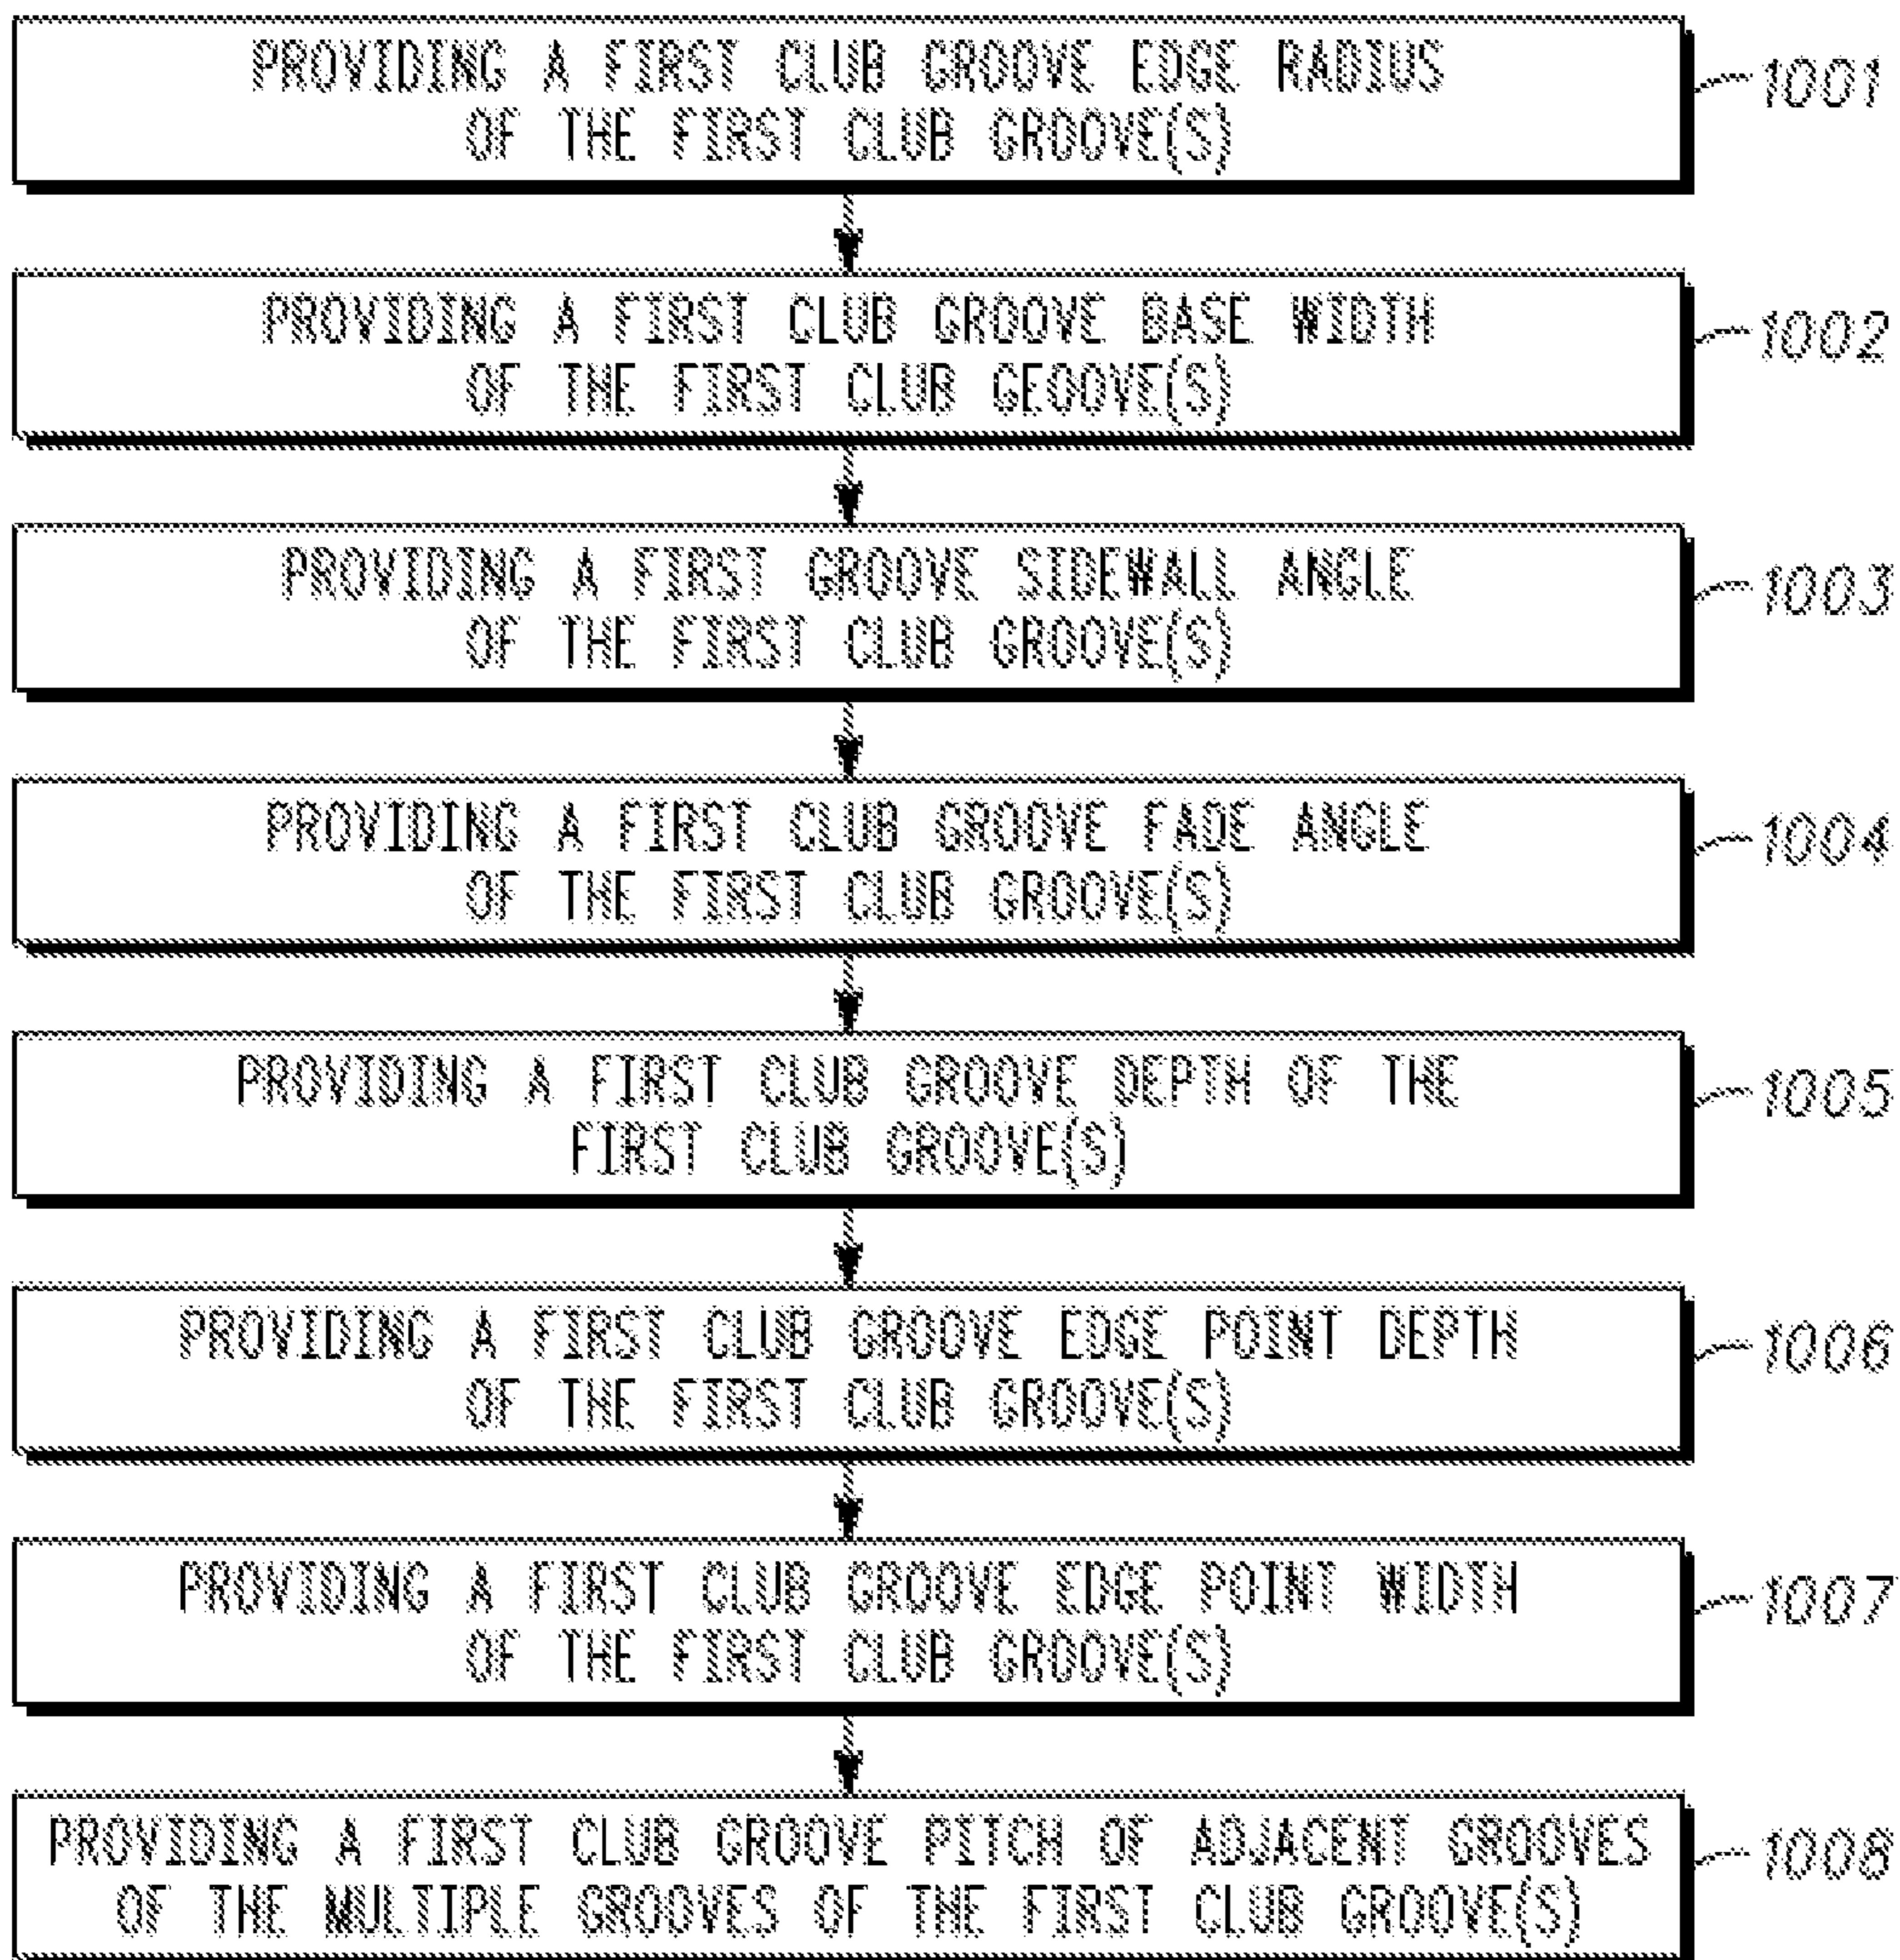 PROVIDING A FIRST CLUB GROOVE EDGE RADIUS
OF THE FIRST CLUB GROOVE(S)
1001
PROVIDING A FIRST CLUB GROOVE BASE WIDTH
OF THE FIRST CLUB GEOOVE(S)
1002
PROVIDING A FIRST GROOVE SIDEWALL ANGLE
OF THE FIRST CLUB GROOVE(S)
1003
PROVIDING A FIRST CLUB GROOVE FADE ANGLE
OF THE FIRST CLUB GROOVE(S)
1004
PROVIDING A FIRST CLUB GROOVE DEPTH OF THE
FIRST CLUB GROOVE(S)
1005
PROVIDING A FIRST CLUB GROOVE EDGE POINT DEPTH
OF THE FIRST CLUB GROOVE(S)
1006
PROVIDING A FIRST CLUB GROOVE EDGE POINT WIDTH
OF THE FIRST CLUB GROOVE(S)
1007
PROVIDING A FIRST CLUB GROOVE PITCH OF ADJACENT GROOVES
OF THE MULTIPLE GROOVES OF THE FIRST CLUB GROOVE(S)
1008